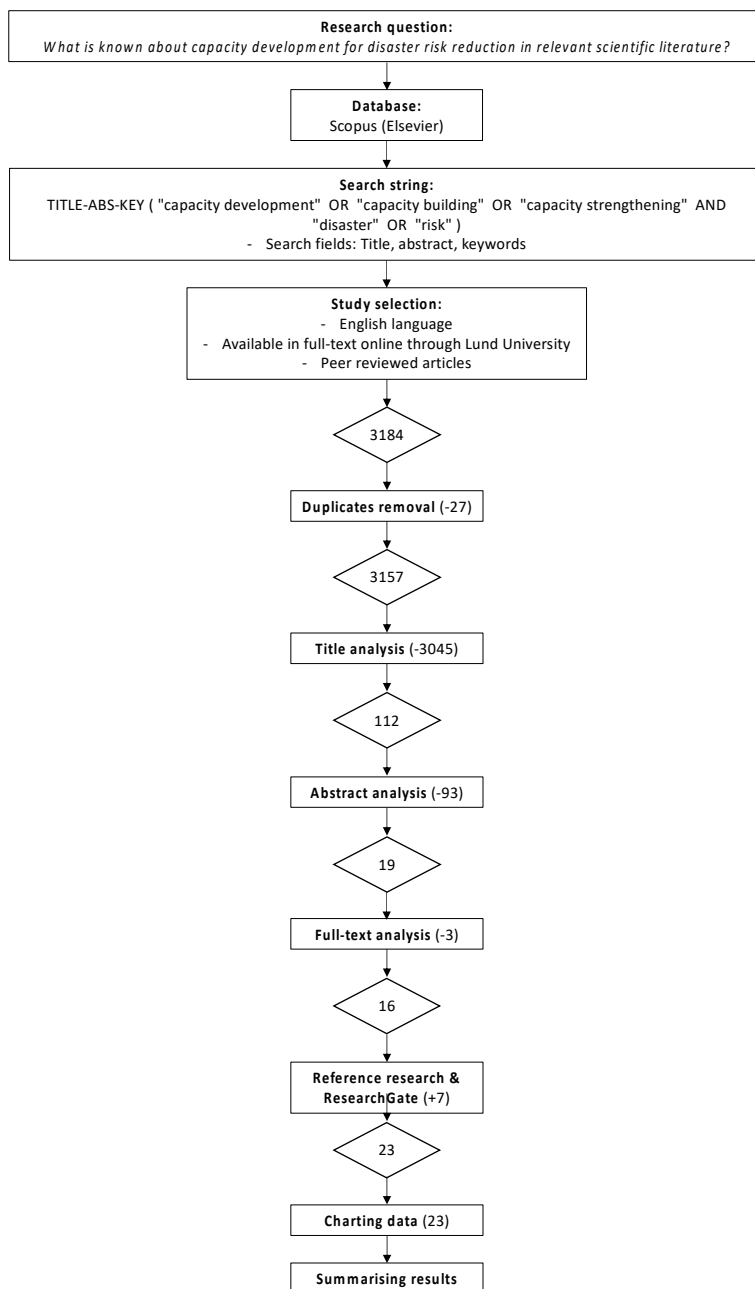 Research question:
What is known about capacity development for disaster risk reduction in relevant scientific literature?
Database:
Scopus (Elsevier)
Search string:
TITLE-ABS-KEY ( "capacity development" OR "capacity building" OR "capacity strengthening" AND
"disaster" OR "risk" )
- Search fields: Title, abstract, keywords
Study selection:
- English language
- Available in full-text online through Lund University
- Peer reviewed articles
3184
Duplicates removal (-27)
3157
Title analysis (-3045)
112
Abstract analysis (-93)
19
Full-text analysis (-3)
16
Reference research &
ResearchGate (+7)
23
Charting data (23)
Summarising results